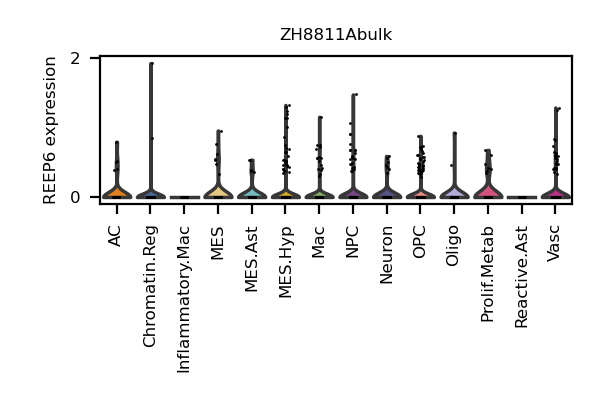 ZH8811Abulk
REEP6 expression
2
0
AC
Chromatin.Reg
Inflammatory.Mac
MES
MES.Ast
MES.Hyp
Mac
NPC
Neuron
OPC
Oligo
Prolif.Metab
Reactive.Ast
Vasc